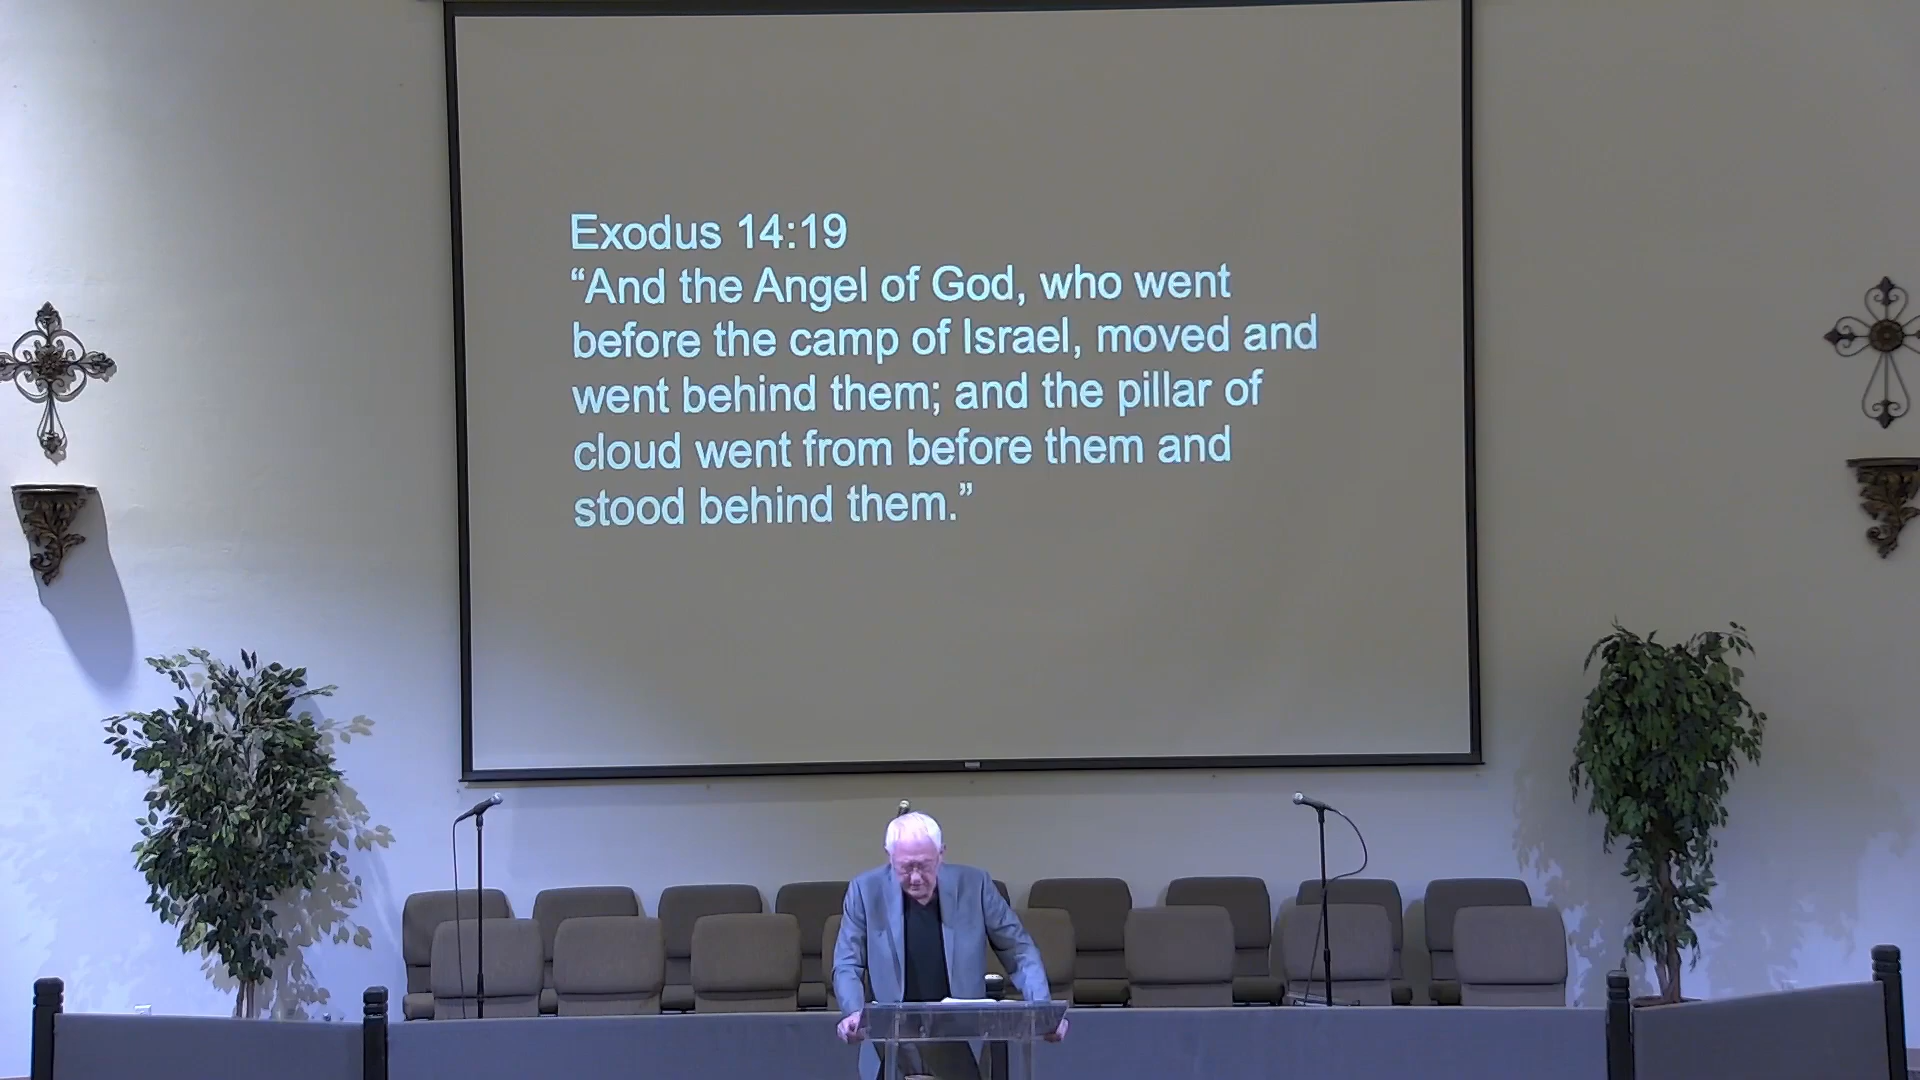 Exodus 14:19
“And the Angel of God, who went
before the camp of Israel, moved and
went behind them; and the pillar of
cloud went from before them and
stood behind them.”